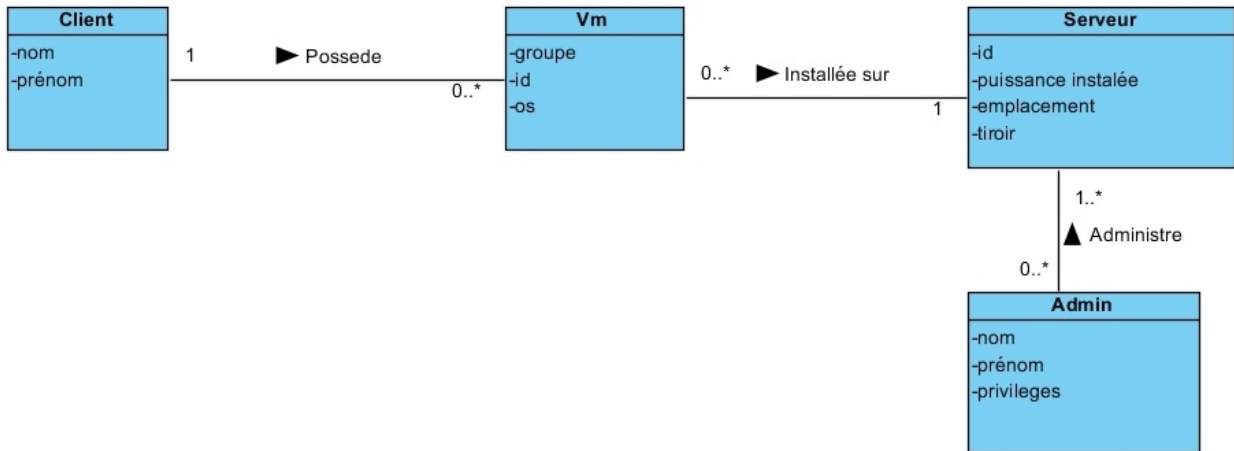 Client
-nom
-prénom
1
Possede
0..*
Vm
-groupe
-id
-os
0..*
Installée sur
1
Serveur
-id
-puissance instalée
-emplacement
-tiroir
1..*
Administre
0..*
Admin
-nom
-prénom
-privileges